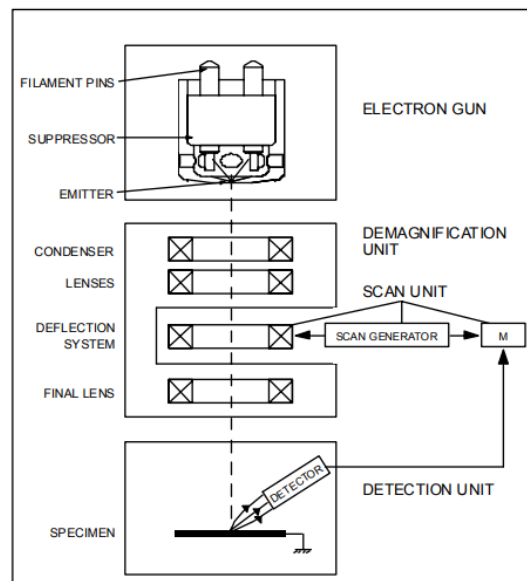 FILAMENT PINS
ELECTRON GUN
SUPPRESSOR
EMITTER
DEMAGNIFICATION
UNIT
CONDENSER
LENSES
SCAN UNIT
DEFLECTION
SYSTEM
SCAN GENERATOR
M
FINAL LENS
DETECTOR
DETECTION UNIT
SPECIMEN